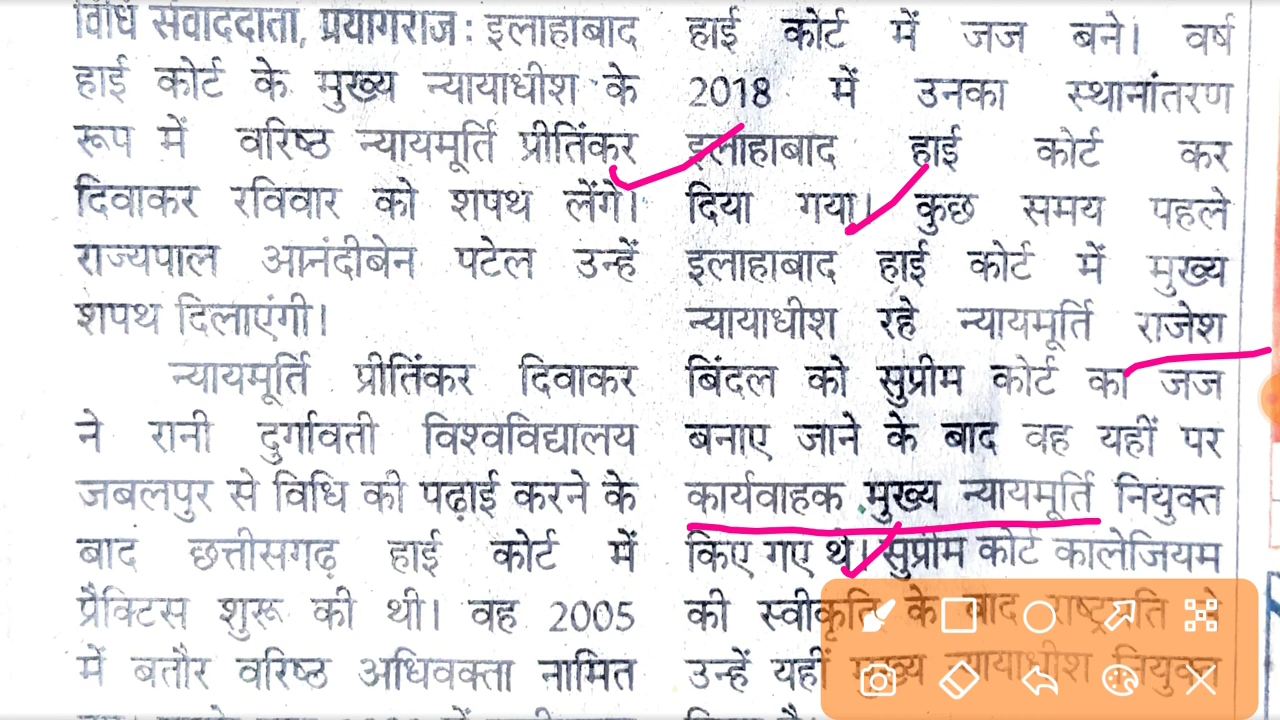 विधि संवाददाता, प्रयागराज: इलाहाबाद
हाई कोर्ट के मुख्य न्यायाधीश के
रूप में वरिष्ठ न्यायमूर्ति प्रीतिंकर
दिवाकर रविवार को शपथ लेंगे।
राज्यपाल आनंदीबेन पटेल उन्हें
शपथ दिलाएंगी।
न्यायमूर्ति प्रीतिंकर दिवाकर
ने रानी दुर्गावती विश्वविद्यालय
जबलपुर से विधि की पढ़ाई करने के
बाद छत्तीसगढ़ हाई कोर्ट में
प्रैक्टिस शुरू की थी। वह 2005
में बतौर वरिष्ठ अधिवक्ता नामित
हाई कोर्ट में जज बने। वर्ष
2018 में उनका स्थानांतरण
इलाहाबाद हाई कोर्ट कर
दिया गया। कुछ समय पहले
इलाहाबाद हाई कोर्ट में मुख्य
न्यायाधीश रहे न्यायमूर्ति राजेश
बिंदल को सुप्रीम कोर्ट का जज
बनाए जाने के बाद वह यहीं पर
कार्यवाहक मुख्य न्यायमूर्ति नियुक्त
किए गए थे। सुप्रीम कोर्ट कालेजियम
की स्वीकृति के बाद राष्ट्रपति ने
उन्हें यहीं मुख्य न्यायाधीश नियुक्त